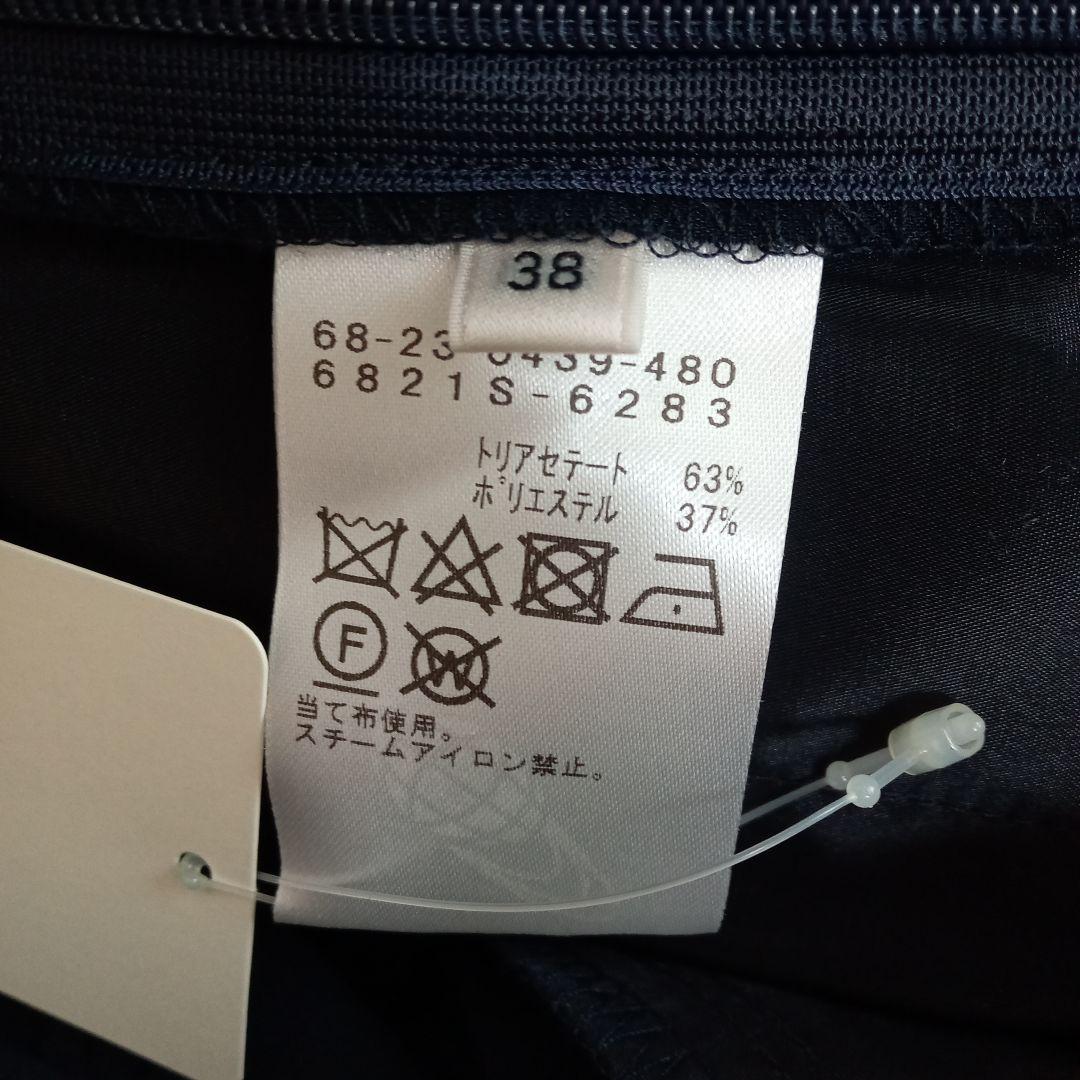 38
68-23 0439-480
6821S-6283
トリアセテート 63%
ポリエステル 37%
F
W
当て布使用。
スチームアイロン禁止。